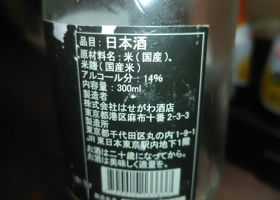 品目：日本酒
原材料名：米（国産）、
米麹（国産米）
アルコール分：14％
内容量：300ml
製造者
株式会社はせがわ酒店
東京都港区麻布十番2-3-3
製造所
東京都千代田区丸の内1-9-1
JR東日本東京駅内地下1階
お酒は二十歳になってから。
お酒は美味しく適量を。